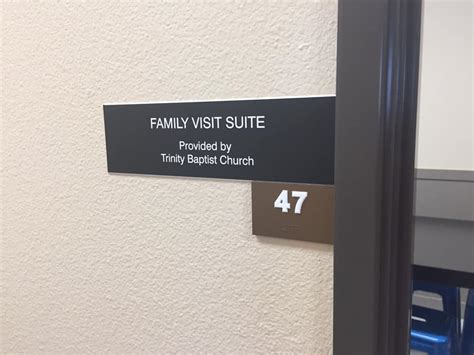 FAMILY VISIT SUITE
Provided by
Trinity Baptist Church
47